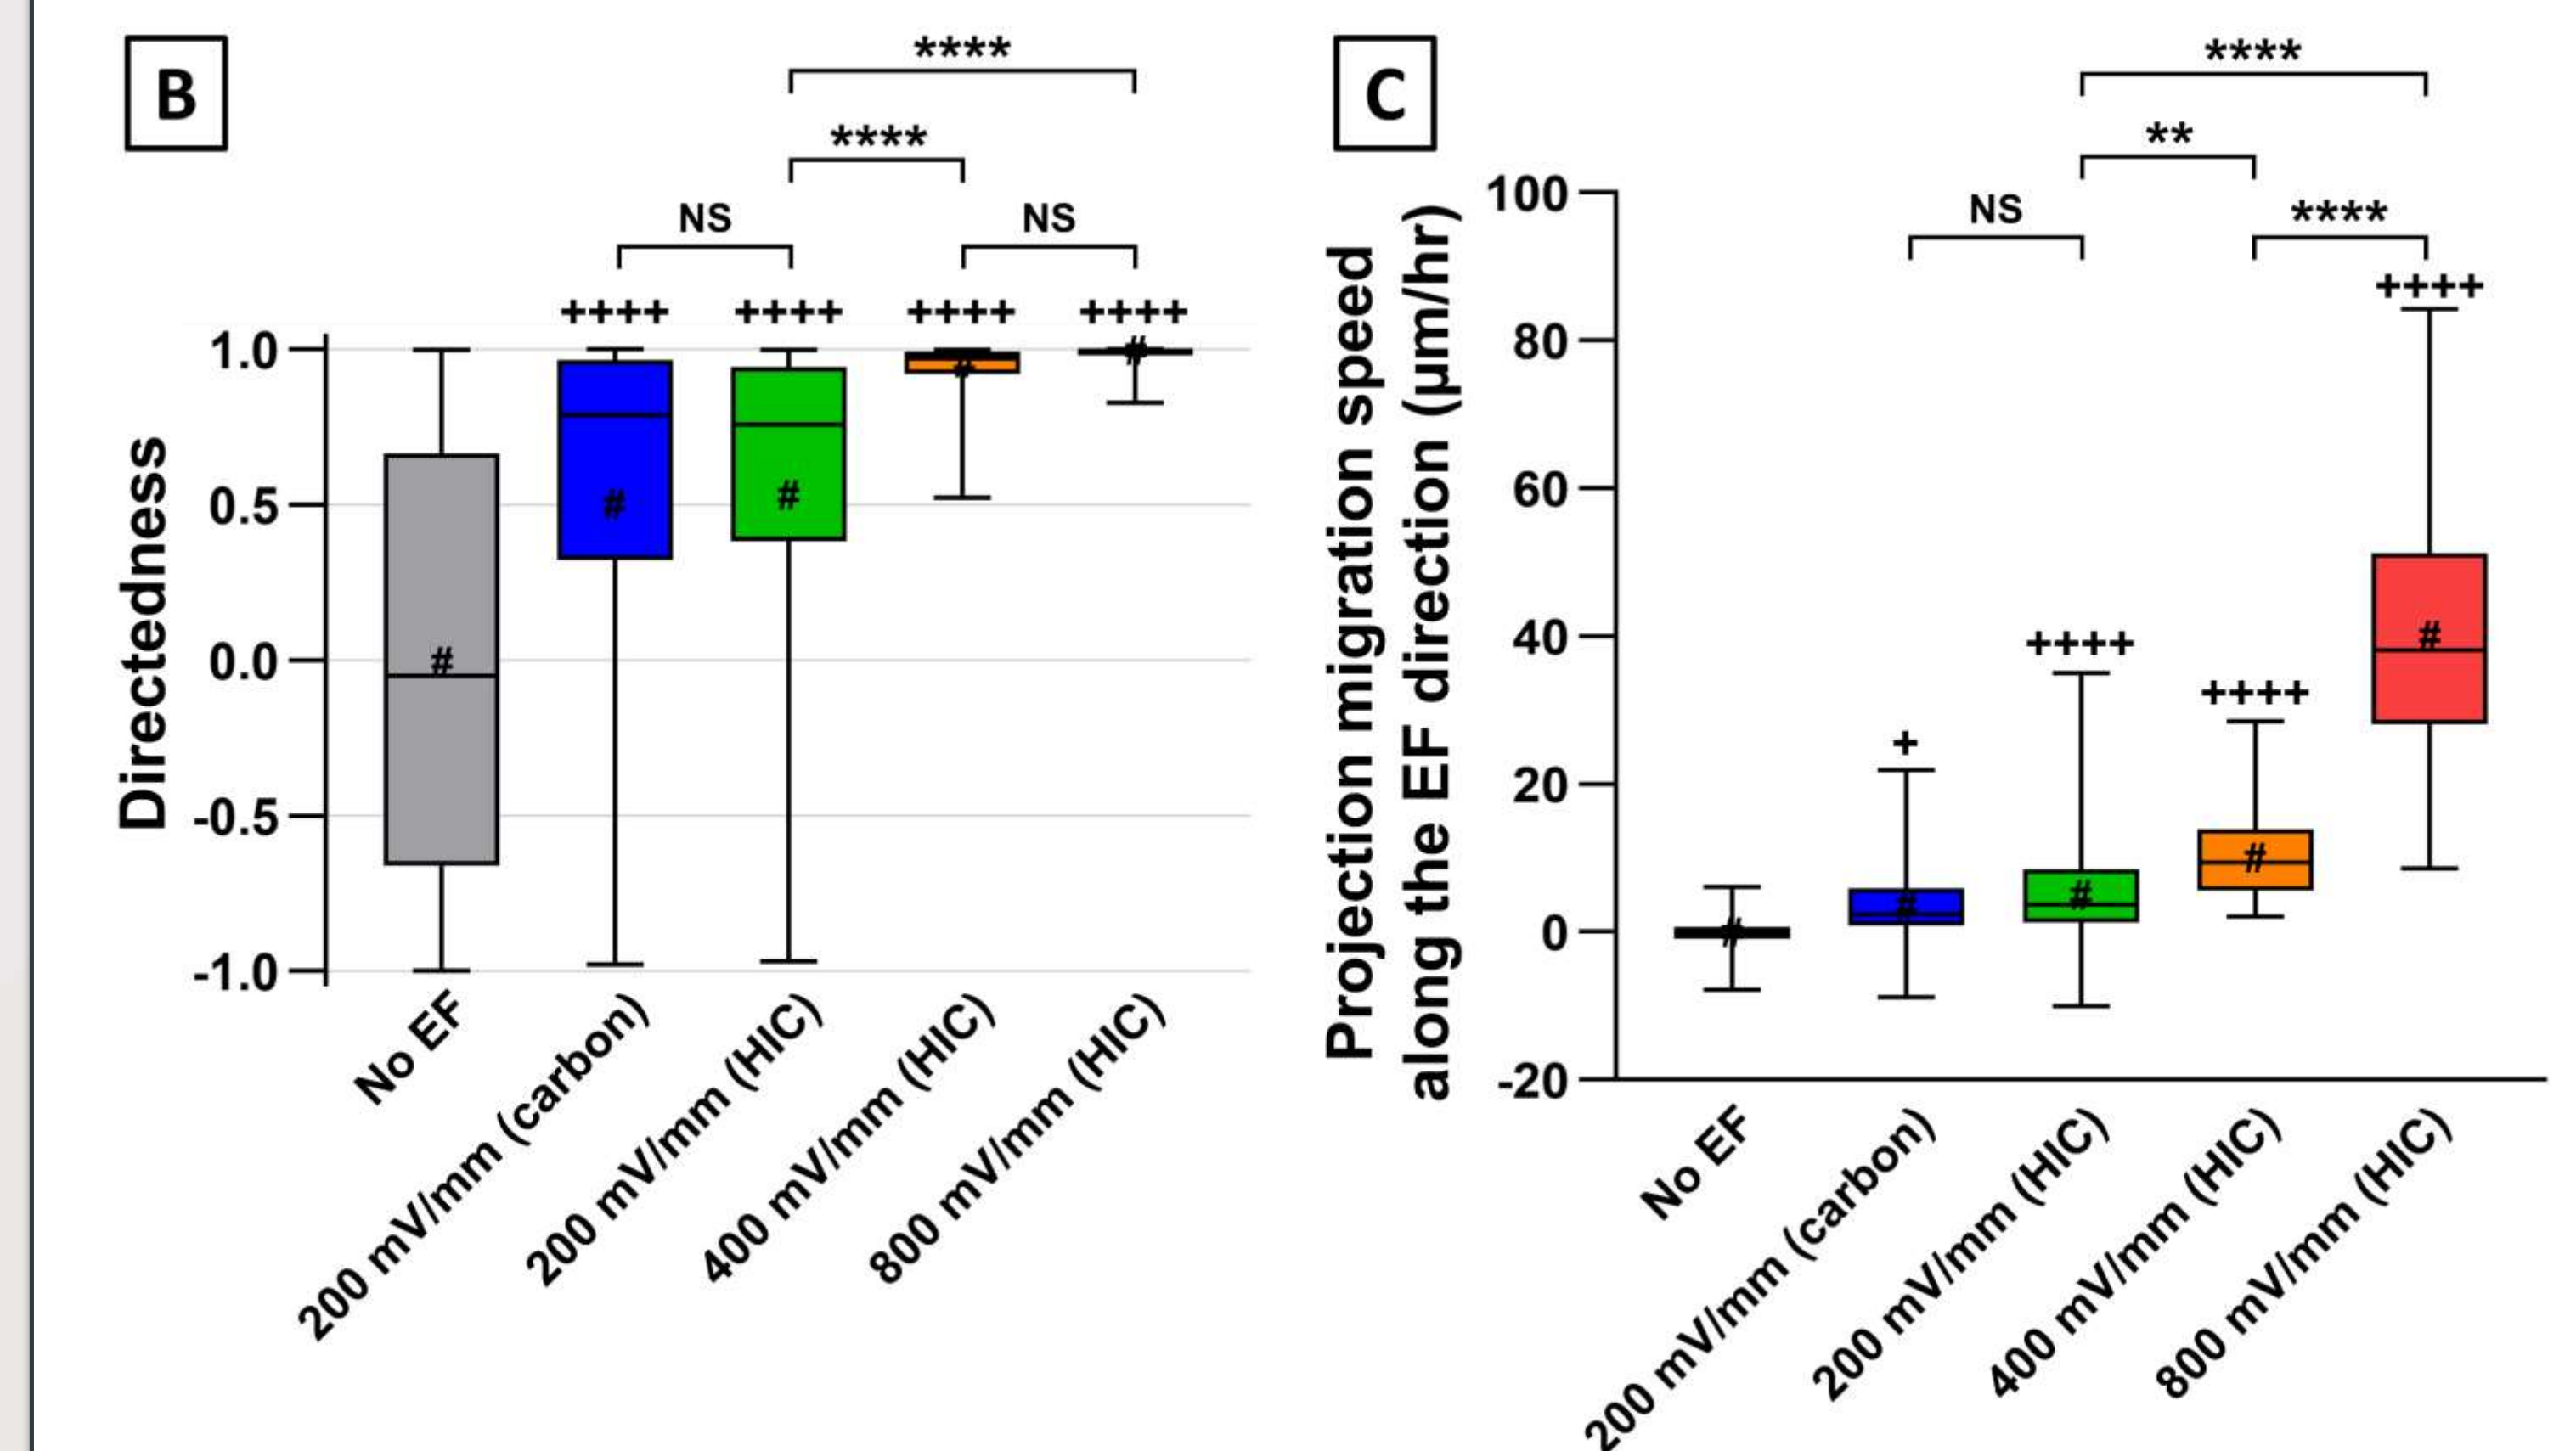 B
****
****
NS
NS
++++
++++
++++
++++
Directedness
1.0
0.5
0.0
-0.5
-1.0
#
#
#
#
#
No EF
200 mV/mm (carbon)
200 mV/mm (HIC)
400 mV/mm (HIC)
800 mV/mm (HIC)
C
****
**
NS
****
++++
++++
++++
+
Projection migration speed
along the EF direction (µm/hr)
100
80
60
40
20
0
-20
#
#
#
#
#
No EF
200 mV/mm (carbon)
200 mV/mm (HIC)
400 mV/mm (HIC)
800 mV/mm (HIC)